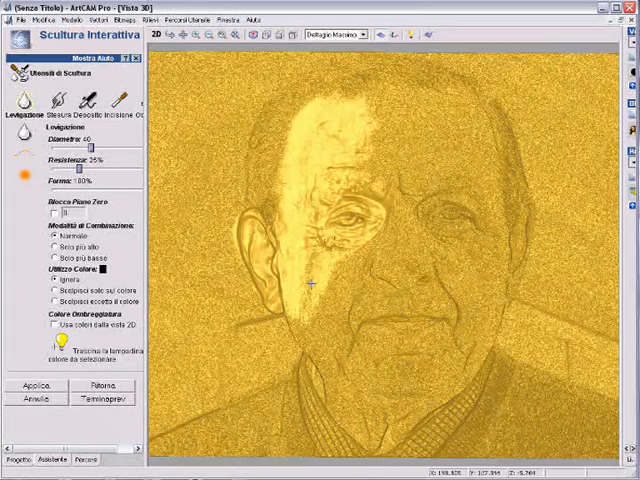 (Senza Titolo) - ArtCAM Pro - [Vista 3D]
File Modifica Modello Vettori Bitmaps Rilievi Percorsi Utensile Finestra Aiuto
Scultura Interattiva
2D
Dettaglio Massimo
Mostra Aiuto
Utensili di Scultura
Levigazione Stesura Deposito Incisione
Levigazione
Diametro: 40
Resistenza: 25%
Forma: 100%
Blocco Piano Zero
0
Modalità di Combinazione:
Normale
Solo più alto
Solo più basso
Utilizzo Colore:
Ignora
Scolpisci solo sul colore
Scolpisci eccetto il colore
Colore Ombreggiatura
Usa colori dalla vista 2D
Trascina la lampadina
colore da selezionare
Applica Ritorna
Annulla Terminaprev
Progetto Assistente Percorsi